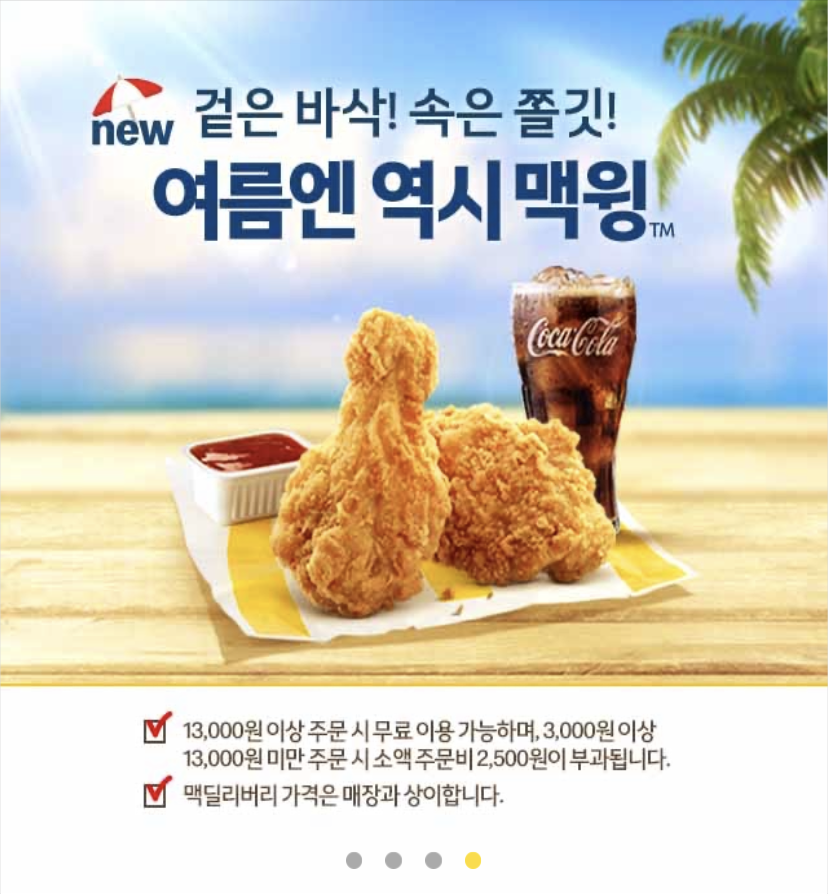 new 겉은 바삭! 속은 쫄깃!
여름엔 역시 맥윙™
Coca-Cola
13,000원 이상 주문 시 무료 이용 가능하며, 3,000원 이상
13,000원 미만 주문 시 소액 주문비 2,500원이 부과됩니다.
맥딜리버리 가격은 매장과 상이합니다.